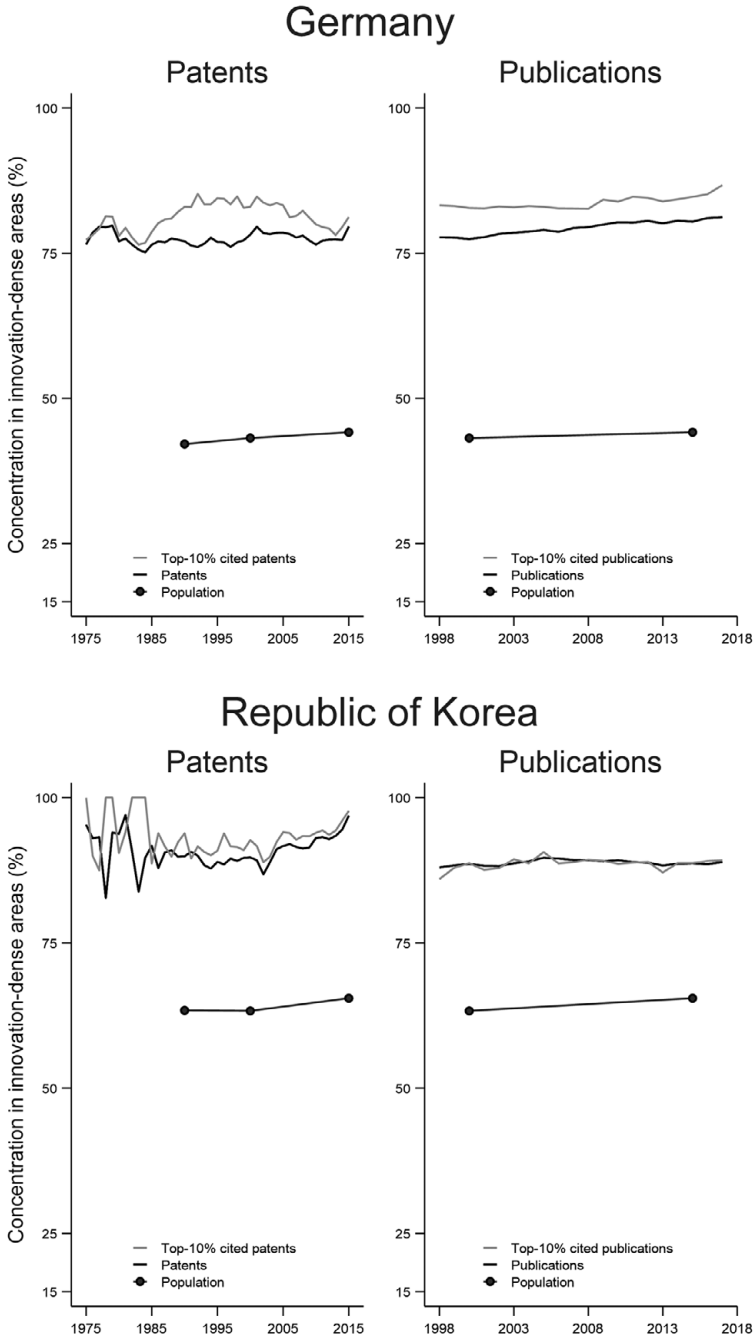 Germany
Patents
Publications
Concentration in innovation-dense areas (%)
100
75
50
25
15
Top-10% cited patents
Patents
Population
1975 1985 1995 2005 2015
100
75
50
25
15
Top-10% cited publications
Publications
Population
1998 2003 2008 2013 2018
Republic of Korea
Patents
Publications
Concentration in innovation-dense areas (%)
100
75
50
25
15
Top-10% cited patents
Patents
Population
1975 1985 1995 2005 2015
100
75
50
25
15
Top-10% cited publications
Publications
Population
1998 2003 2008 2013 2018